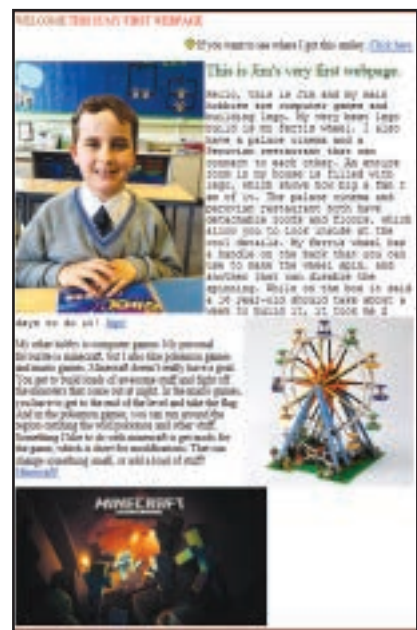 WELCOME THIS IS MY FIRST WEBPAGE
If you want to see where I got this smiley, Click here
This is Jim's very first webpage.
Hello, this is Jim and my main
hobbies are computer games and
building lego. My very best lego
build is my ferris wheel. I also
have a palace cinema and a
restaurant that can
connect to each other. An entire
room in my house is filled with
lego, which shows how big a fan I
am of it. The palace cinema and
restaurant both have
detachable roofs and floors, which
allow you to look inside at the
cool details. My ferris wheel has
a handle on the back that you can
use to make the wheel spin, and
another that can disable the
spinning. While on the box it said
a 16 year-old should take about a
week to build it, it took me 2
days to do it!
My other hobby is computer games. My personal
favourite is minecraft, but I also like pokemon games
and mario games. Minecraft doesn't really have a goal.
You get to build loads of awesome stuff and fight off
the monsters that come out at night. In the mario games,
you have to get to the end of the level and take the flag.
And in the pokemon games, you can run around the
region catching the wild pokemon and other stuff.
Something I like to do with minecraft is get mods for
the game, which is short for modifications. That can
change something small, or add a load of stuff!
Minecraft!
MINECRAFT